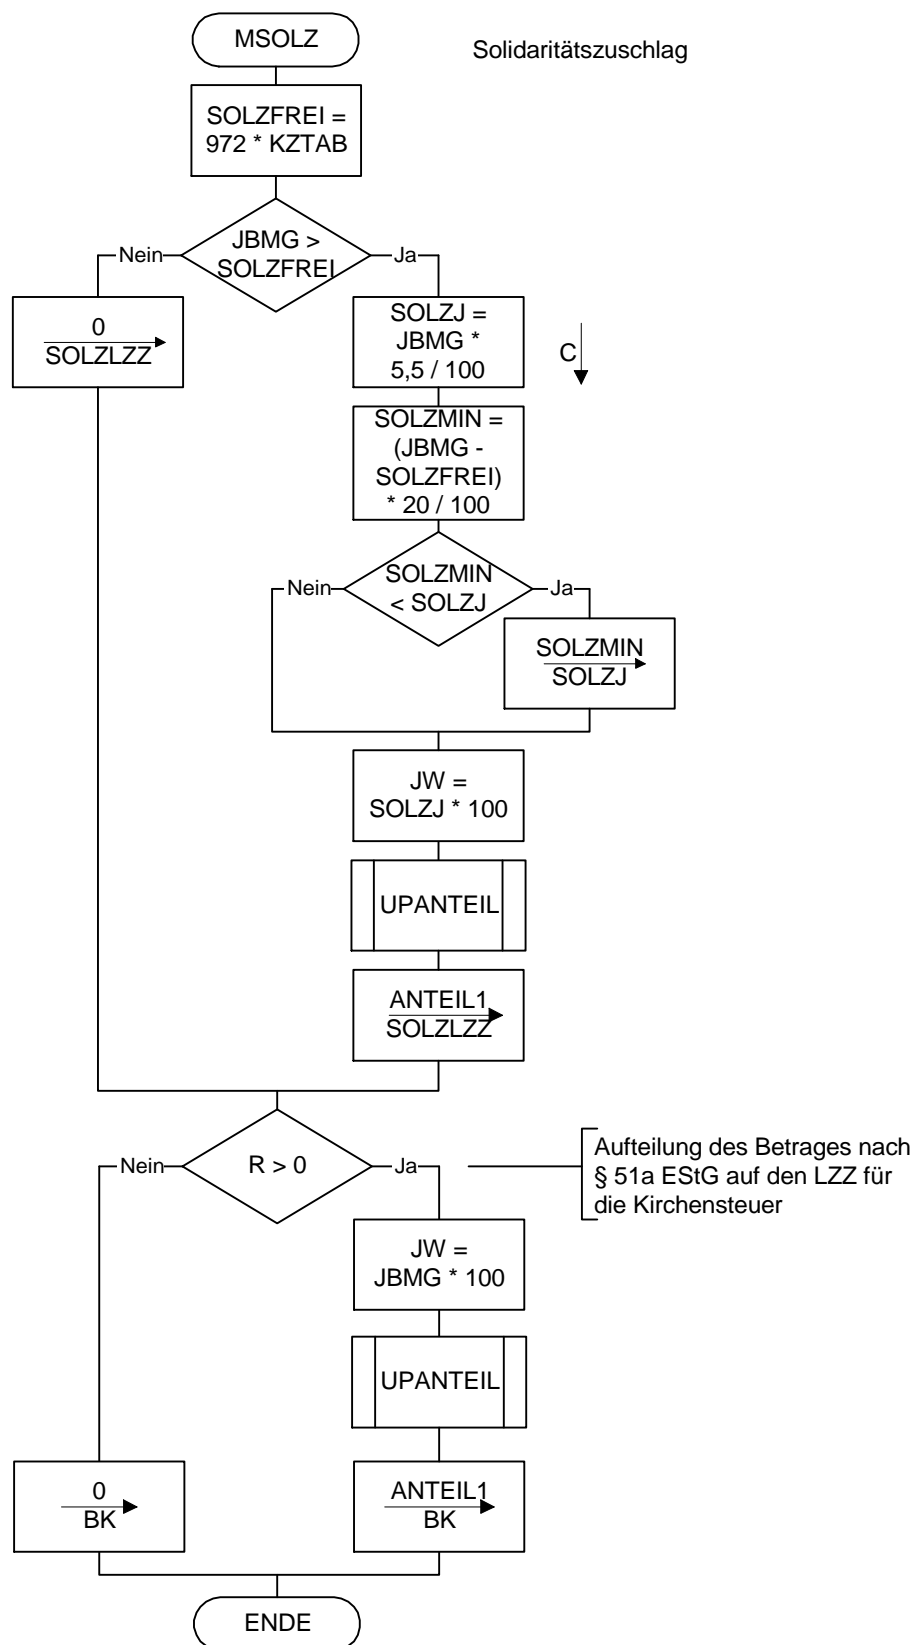 MSOLZ
Solidaritätszuschlag
SOLZFREI =
972 * KZTAB
Nein
JBMG >
SOLZFREI
Ja
0
SOLZLZZ
SOLZJ =
JBMG *
5,5 / 100
C
SOLZMIN =
(JBMG -
SOLZFREI)
* 20 / 100
Nein
SOLZMIN
< SOLZJ
Ja
SOLZMIN
SOLZJ
JW =
SOLZJ * 100
UPANTEIL
ANTEIL1
SOLZLZZ
Nein
R > 0
Ja
Aufteilung des Betrages nach
§ 51a EStG auf den LZZ für
die Kirchensteuer
JW =
JBMG * 100
UPANTEIL
0
BK
ANTEIL1
BK
ENDE